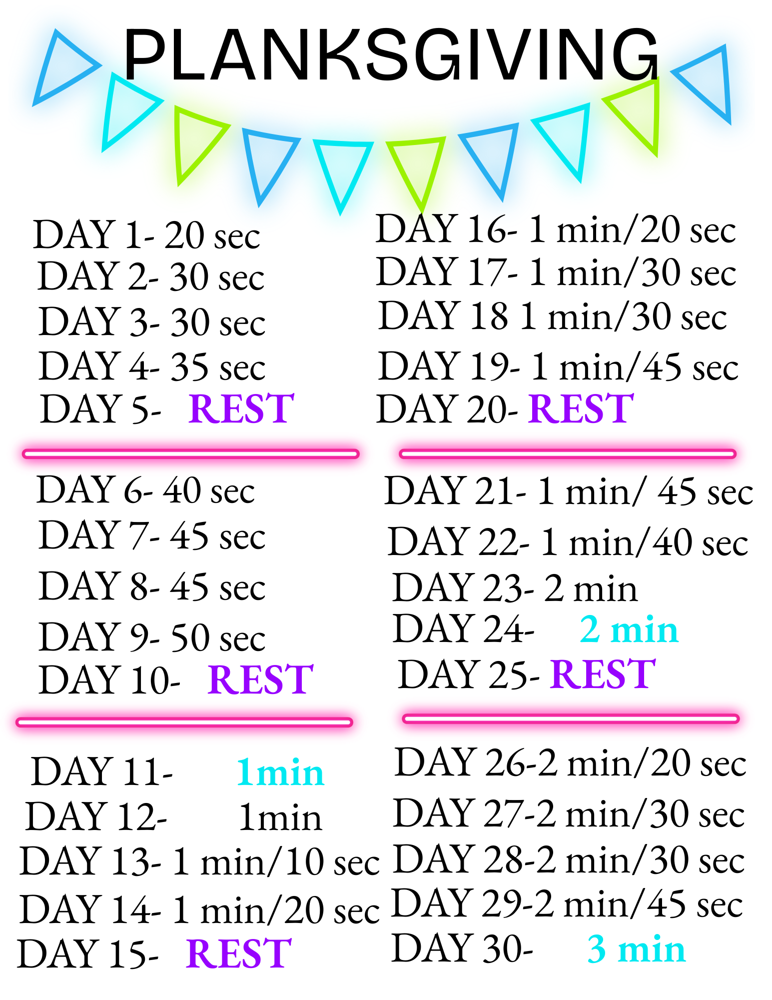 PLANKSGIVING
DAY 1- 20 sec
DAY 2- 30 sec
DAY 3- 30 sec
DAY 4- 35 sec
DAY 5- REST
DAY 6- 40 sec
DAY 7- 45 sec
DAY 8- 45 sec
DAY 9- 50 sec
DAY 10- REST
DAY 11- 1min
DAY 12- 1min
DAY 13- 1 min/10 sec
DAY 14- 1 min/20 sec
DAY 15- REST
DAY 16- 1 min/20 sec
DAY 17- 1 min/30 sec
DAY 18 1 min/30 sec
DAY 19- 1 min/45 sec
DAY 20- REST
DAY 21- 1 min/ 45 sec
DAY 22- 1 min/40 sec
DAY 23- 2 min
DAY 24- 2 min
DAY 25- REST
DAY 26-2 min/20 sec
DAY 27-2 min/30 sec
DAY 28-2 min/30 sec
DAY 29-2 min/45 sec
DAY 30- 3 min